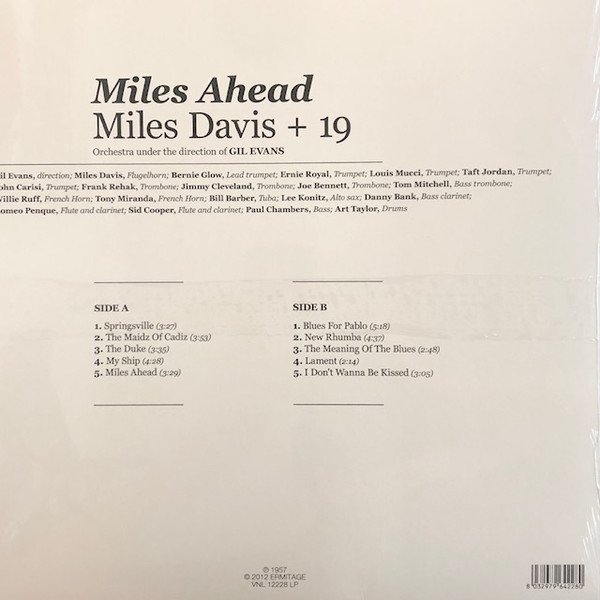 Miles Ahead
Miles Davis + 19
Orchestra under the direction of GIL EVANS
il Evans, direction; Miles Davis, Flugelhorn; Bernie Glow, Lead trumpet; Ernie Royal, Trumpet; Louis Mucci, Trumpet; Taft Jordan, Trumpet;
ohn Carisi, Trumpet; Frank Rehak, Trombone; Jimmy Cleveland, Trombone; Joe Bennett, Trombone; Tom Mitchell, Bass trombone;
Willie Ruff, French Horn; Tony Miranda, French Horn; Bill Barber, Tuba; Lee Konitz, Alto sax; Danny Bank, Bass clarinet;
omeo Penque, Flute and clarinet; Sid Cooper, Flute and clarinet; Paul Chambers, Bass; Art Taylor, Drums
SIDE A
1. Springsville (3:27)
2. The Maidz Of Cadiz (3:53)
3. The Duke (3:35)
4. My Ship (4:28)
5. Miles Ahead (3:29)
SIDE B
1. Blues For Pablo (5:18)
2. New Rhumba (4:37)
3. The Meaning Of The Blues (2:48)
4. Lament (2:14)
5. I Don't Wanna Be Kissed (3:05)
℗ 1957
© 2012 ERMITAGE
VNL 12228 LP
8 032979 642280